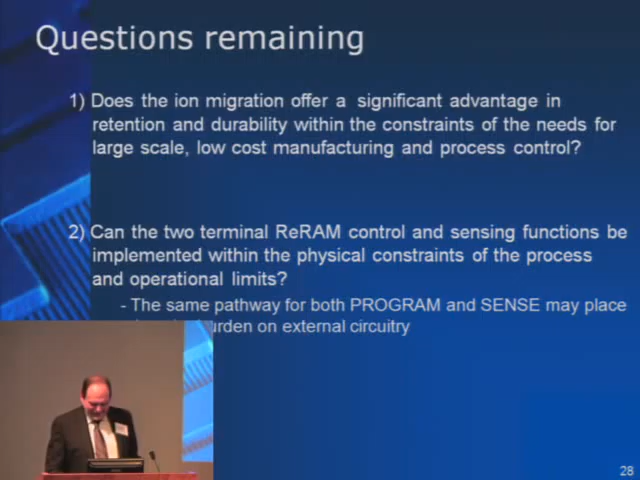 Questions remaining
1) Does the ion migration offer a significant advantage in
retention and durability within the constraints of the needs for
large scale, low cost manufacturing and process control?
2) Can the two terminal ReRAM control and sensing functions be
implemented within the physical constraints of the process
and operational limits?
- The same pathway for both PROGRAM and SENSE may place
on external circuitry
28